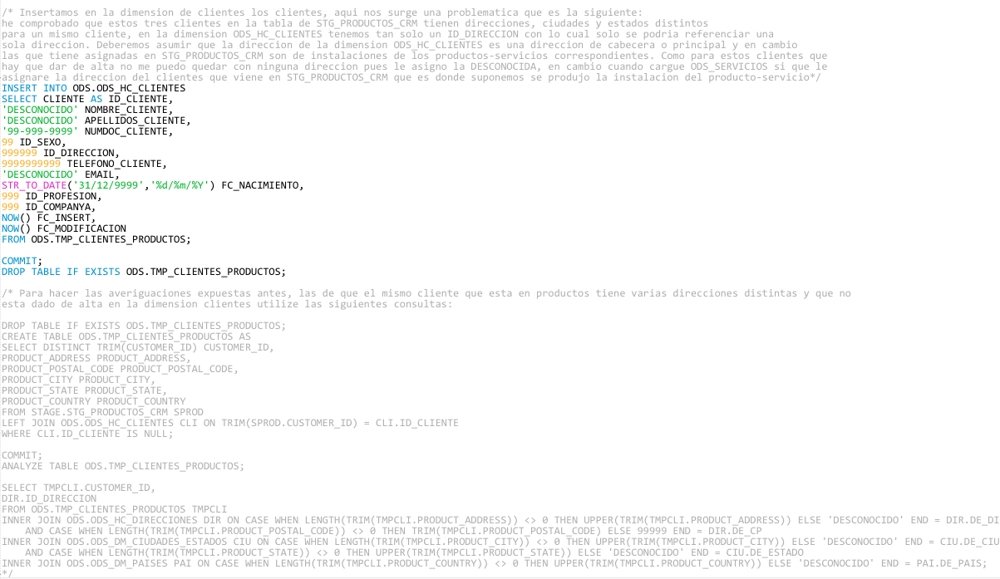 /* Insertamos en la dimension de clientes los clientes, aqui nos surge una problematica que es la siguiente:
he comprobado que estos tres clientes en la tabla de STG_PRODUCTOS_CRM tienen direcciones, ciudades y estados distintos
para un mismo cliente, en la dimension ODS_HC_CLIENTES tenemos tan solo un ID_DIRECCION con lo cual solo se podria referenciar una
sola direccion. Deberemos asumir que la direccion de la dimension ODS_HC_CLIENTES es una direccion de cabecera o principal y en cambio
las que tiene asignadas en STG_PRODUCTOS_CRM son de instalaciones de los productos-servicios correspondientes. Como para estos clientes que
hay que dar de alta no me puedo quedar con ninguna direccion pues le asigno la DESCONOCIDA, en cambio cuando cargue ODS_SERVICIOS si que le
asignare la direccion del clientes que viene en STG_PRODUCTOS_CRM que es donde suponemos se produjo la instalacion del producto-servicio*/
INSERT INTO ODS.ODS_HC_CLIENTES
SELECT CLIENTE AS ID_CLIENTE,
'DESCONOCIDO' NOMBRE_CLIENTE,
'DESCONOCIDO' APELLIDOS_CLIENTE,
'99-999-9999' NUMDOC_CLIENTE,
99 ID_SEXO,
999999 ID_DIRECCION,
9999999999 TELEFONO_CLIENTE,
'DESCONOCIDO' EMAIL,
STR_TO_DATE('31/12/9999','%d/%m/%Y') FC_NACIMIENTO,
999 ID_PROFESION,
999 ID_COMPANYA,
NOW() FC_INSERT,
NOW() FC_MODIFICACION
FROM ODS.TMP_CLIENTES_PRODUCTOS;
COMMIT;
DROP TABLE IF EXISTS ODS.TMP_CLIENTES_PRODUCTOS;
/* Para hacer las averiguaciones expuestas antes, las de que el mismo cliente que esta en productos tiene varias direcciones distintas y que no
esta dado de alta en la dimension clientes utilize las siguientes consultas:
DROP TABLE IF EXISTS ODS.TMP_CLIENTES_PRODUCTOS;
CREATE TABLE ODS.TMP_CLIENTES_PRODUCTOS AS
SELECT DISTINCT TRIM(CUSTOMER_ID) CUSTOMER_ID,
PRODUCT_ADDRESS PRODUCT_ADDRESS,
PRODUCT_POSTAL_CODE PRODUCT_POSTAL_CODE,
PRODUCT_CITY PRODUCT_CITY,
PRODUCT_STATE PRODUCT_STATE,
PRODUCT_COUNTRY PRODUCT_COUNTRY
FROM STAGE.STG_PRODUCTOS_CRM SPROD
LEFT JOIN ODS.ODS_HC_CLIENTES CLI ON TRIM(SPROD.CUSTOMER_ID) = CLI.ID_CLIENTE
WHERE CLI.ID_CLIENTE IS NULL;
COMMIT;
ANALYZE TABLE ODS.TMP_CLIENTES_PRODUCTOS;
SELECT TMPCLI.CUSTOMER_ID,
DIR.ID_DIRECCION
FROM ODS.TMP_CLIENTES_PRODUCTOS TMPCLI
INNER JOIN ODS.ODS_HC_DIRECCIONES DIR ON CASE WHEN LENGTH(TRIM(TMPCLI.PRODUCT_ADDRESS)) <> 0 THEN UPPER(TRIM(TMPCLI.PRODUCT_ADDRESS)) ELSE 'DESCONOCIDO' END = DIR.DE_DI
AND CASE WHEN LENGTH(TRIM(TMPCLI.PRODUCT_POSTAL_CODE)) <> 0 THEN TRIM(TMPCLI.PRODUCT_POSTAL_CODE) ELSE 99999 END = DIR.DE_CP
INNER JOIN ODS.ODS_DM_CIUDADES_ESTADOS CIU ON CASE WHEN LENGTH(TRIM(TMPCLI.PRODUCT_CITY)) <> 0 THEN UPPER(TRIM(TMPCLI.PRODUCT_CITY)) ELSE 'DESCONOCIDO' END = CIU.DE_CIU
AND CASE WHEN LENGTH(TRIM(TMPCLI.PRODUCT_STATE)) <> 0 THEN UPPER(TRIM(TMPCLI.PRODUCT_STATE)) ELSE 'DESCONOCIDO' END = CIU.DE_ESTADO
INNER JOIN ODS.ODS_DM_PAISES PAI ON CASE WHEN LENGTH(TRIM(TMPCLI.PRODUCT_COUNTRY)) <> 0 THEN UPPER(TRIM(TMPCLI.PRODUCT_COUNTRY)) ELSE 'DESCONOCIDO' END = PAI.DE_PAIS;
*/